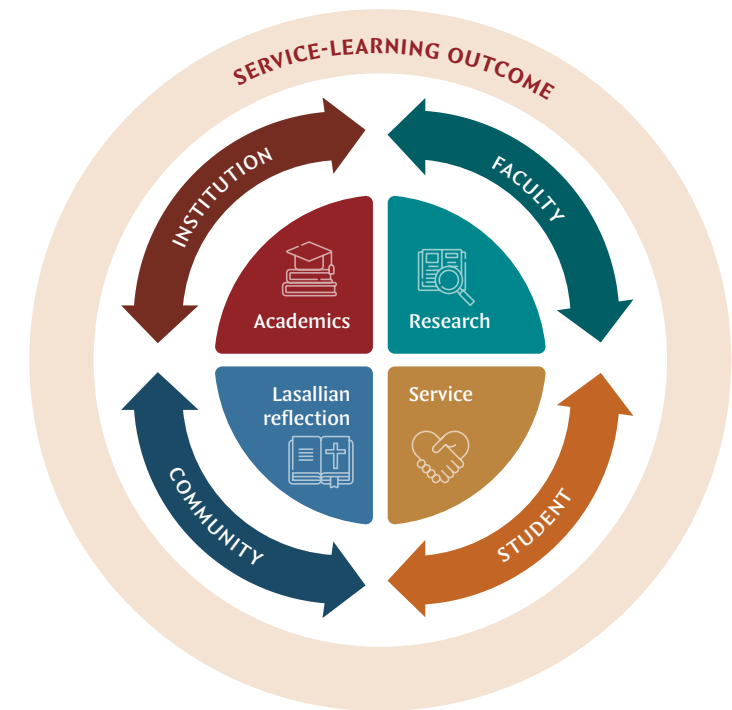 SERVICE-LEARNING OUTCOME
INSTITUTION
FACULTY
Academics
Research
Lasallian
reflection
Service
COMMUNITY
STUDENT